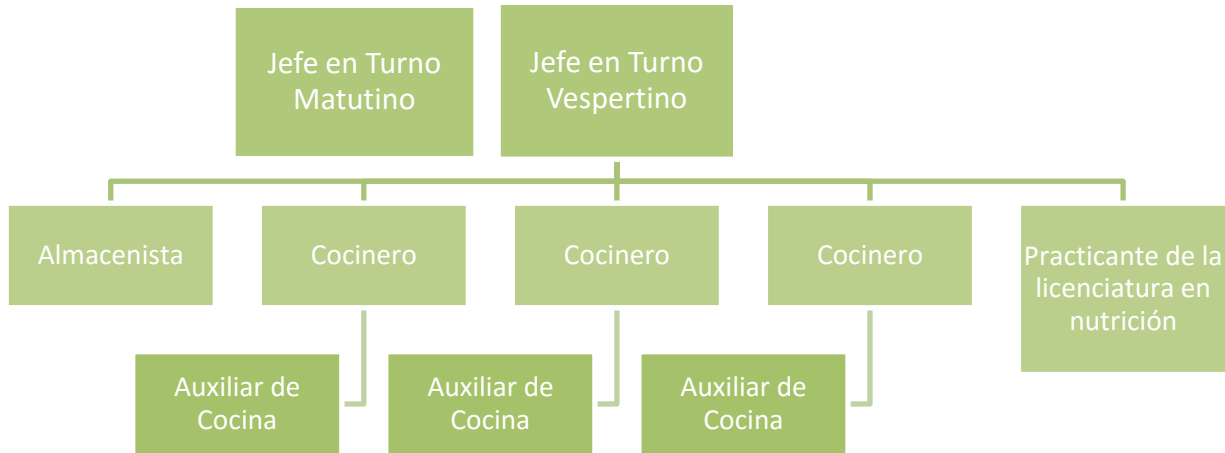 Jefe en Turno
Matutino
Jefe en Turno
Vespertino
Almacenista
Cocinero
Cocinero
Cocinero
Practicante de la
licenciatura en
nutrición
Auxiliar de
Cocina
Auxiliar de
Cocina
Auxiliar de
Cocina